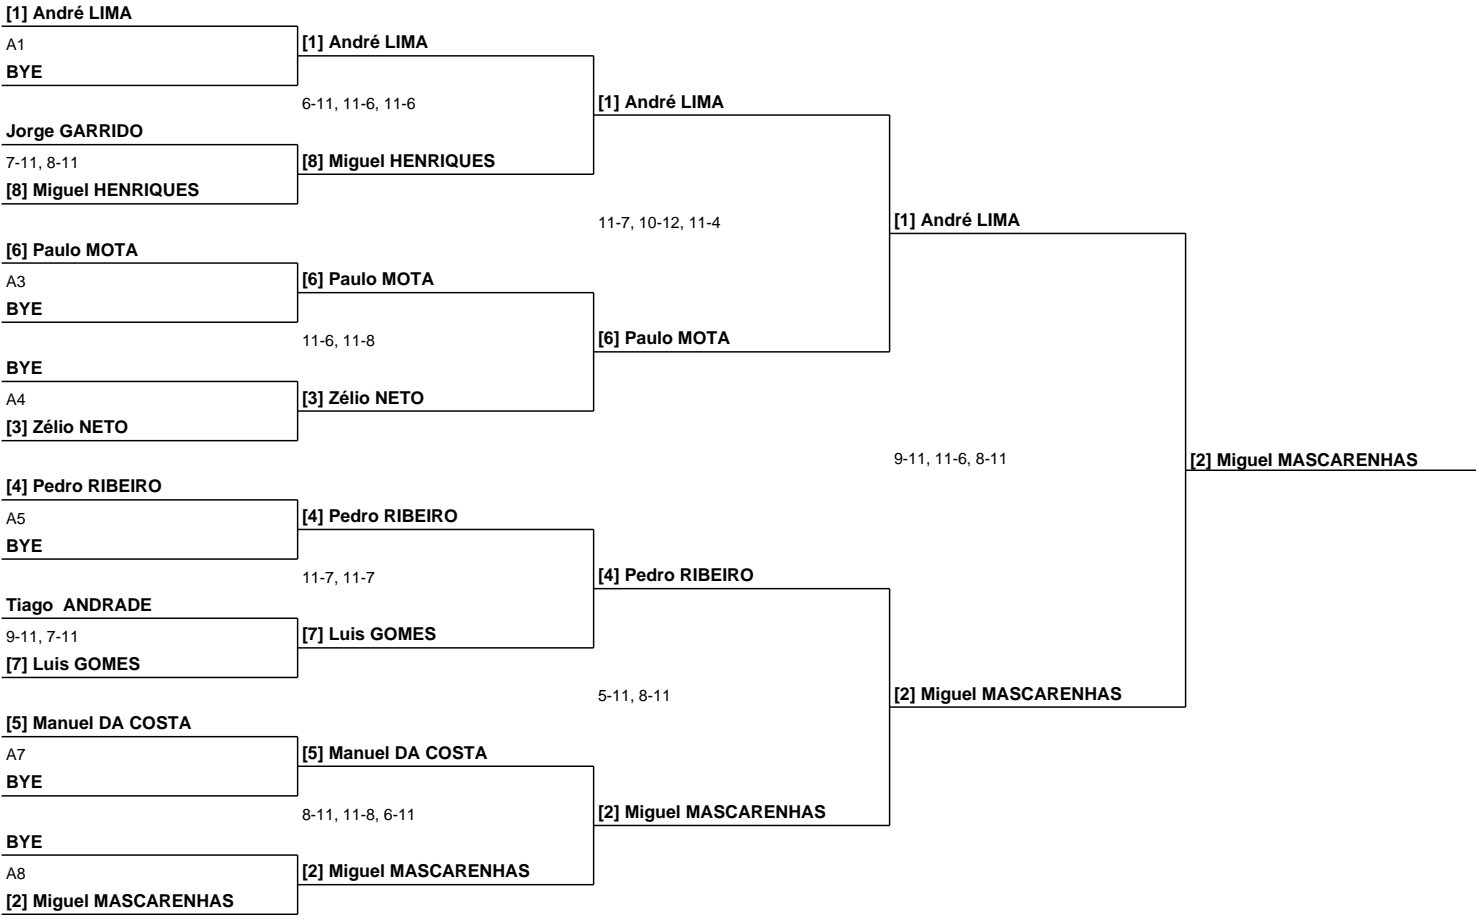 [1] André LIMA
A1
BYE
[1] André LIMA
6-11, 11-6, 11-6
[1] André LIMA
Jorge GARRIDO
7-11, 8-11
[8] Miguel HENRIQUES
[8] Miguel HENRIQUES
11-7, 10-12, 11-4
[1] André LIMA
[6] Paulo MOTA
A3
BYE
[6] Paulo MOTA
11-6, 11-8
[6] Paulo MOTA
BYE
A4
[3] Zélio NETO
[3] Zélio NETO
9-11, 11-6, 8-11
[2] Miguel MASCARENHAS
[4] Pedro RIBEIRO
A5
BYE
[4] Pedro RIBEIRO
11-7, 11-7
[4] Pedro RIBEIRO
Tiago  ANDRADE
9-11, 7-11
[7] Luis GOMES
[7] Luis GOMES
5-11, 8-11
[2] Miguel MASCARENHAS
[5] Manuel DA COSTA
A7
BYE
[5] Manuel DA COSTA
8-11, 11-8, 6-11
[2] Miguel MASCARENHAS
BYE
A8
[2] Miguel MASCARENHAS
[2] Miguel MASCARENHAS